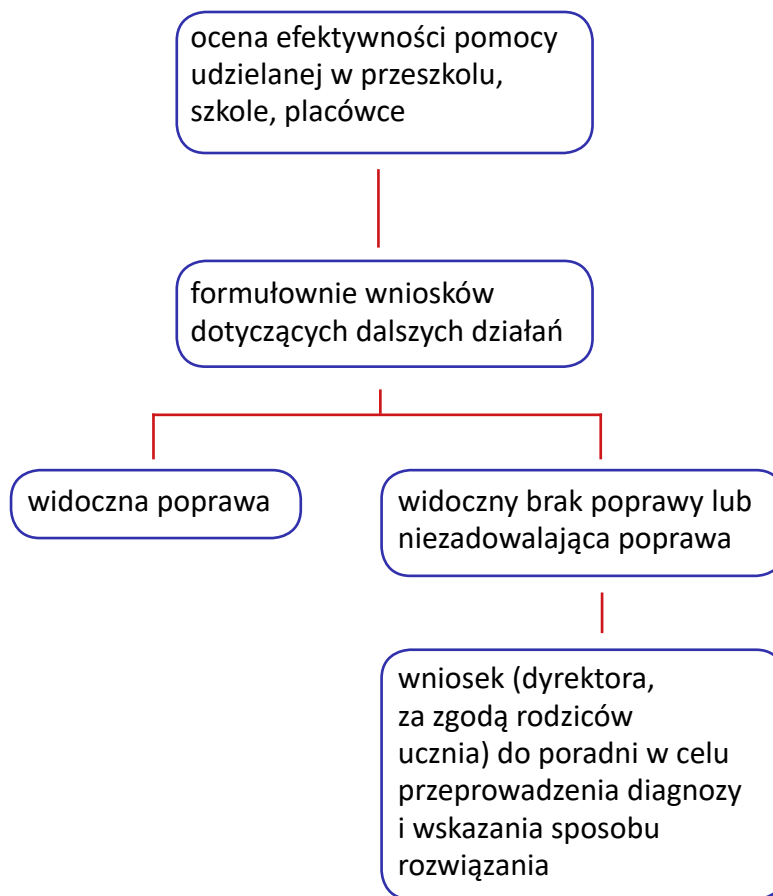 ocena efektywności pomocy
udzielanej w przeszkolu,
szkole, placówce
formułownie wniosków
dotyczących dalszych działań
widoczna poprawa
widoczny brak poprawy lub
niezadowalająca poprawa
wniosek (dyrektora,
za zgodą rodziców
ucznia) do poradni w celu
przeprowadzenia diagnozy
i wskazania sposobu
rozwiązania